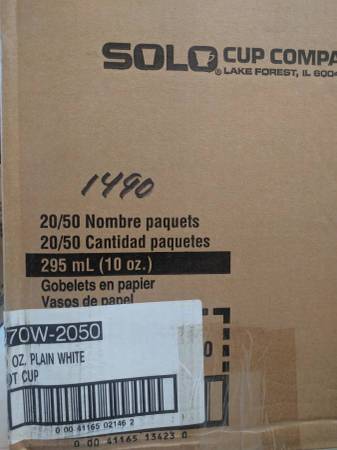 SOLO® CUP COMPA
LAKE FOREST, IL 6004
1490
20/50 Nombre paquets
20/50 Cantidad paquetes
295 mL (10 oz.)
Gobelets en papier
Vasos de papel
70W-2050
OZ. PLAIN WHITE
OT CUP
0
0 00 41165 02146 2
0 00 41165 13423 0